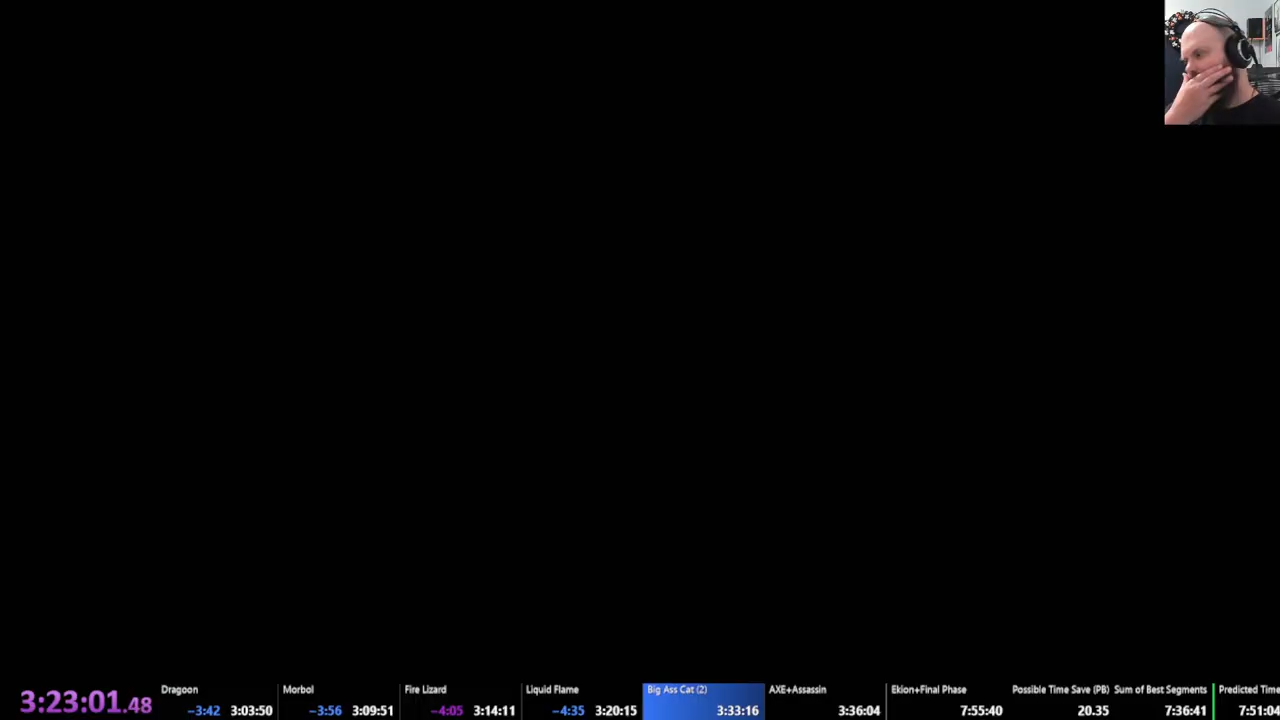 3:23:01.48
Dragoon
−3:42 3:03:50
Morbol
−3:56 3:09:51
Fire Lizard
−4:05 3:14:11
Liquid Flame
−4:35 3:20:15
Big Ass Cat (2)
3:33:16
AXE+Assassin
3:36:04
Ekion+Final Phase
7:55:40
Possible Time Save (PB)
20.35
Sum of Best Segments
7:36:41
Predicted Time
7:51:04